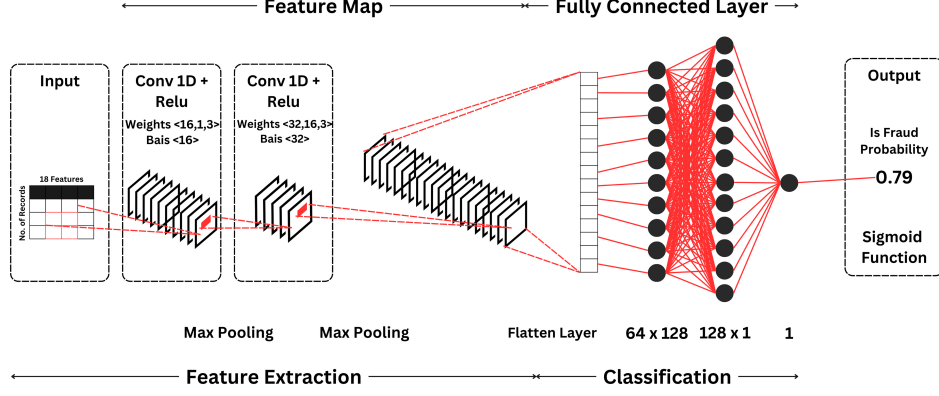 Feature Map
Fully Connected Layer
Input
18 Features
No. of Records
Conv 1D +
Relu
Weights <16,1,3>
Bais <16>
Conv 1D +
Relu
Weights <32,16,3>
Bais <32>
Output
Is Fraud
Probability
0.79
Sigmoid
Function
Max Pooling
Max Pooling
Flatten Layer
64 x 128
128 x 1
1
Feature Extraction
Classification